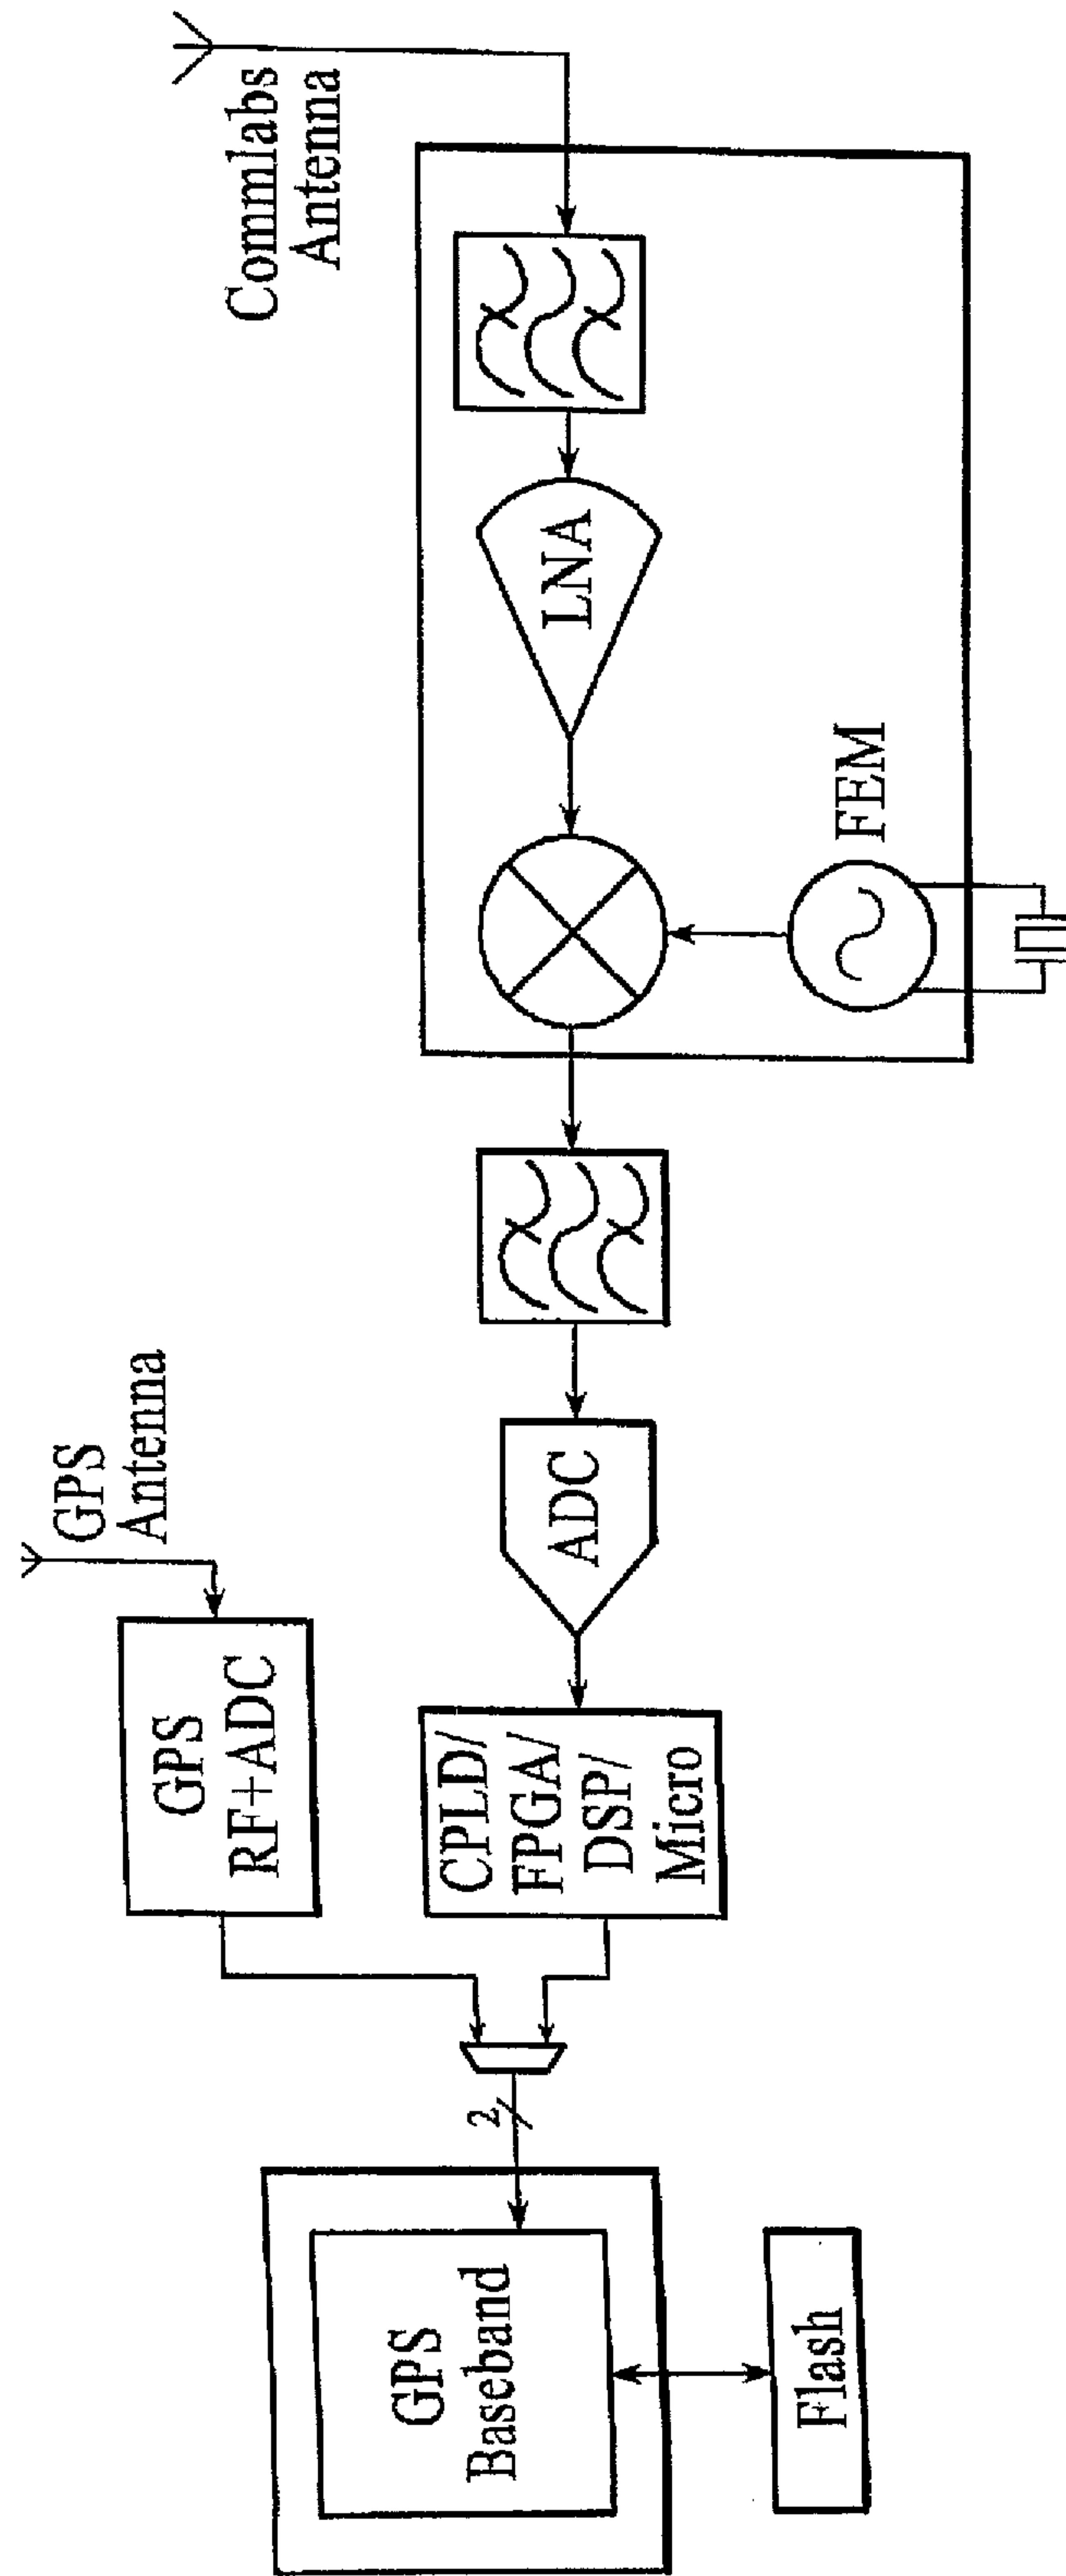 Commlabs
Antenna
LNA
FEM
GPS
Antenna
ADC
GPS
RF+ADC
CPLD/
FPGA/
DSP/
Micro
2
GPS
Baseband
Flash